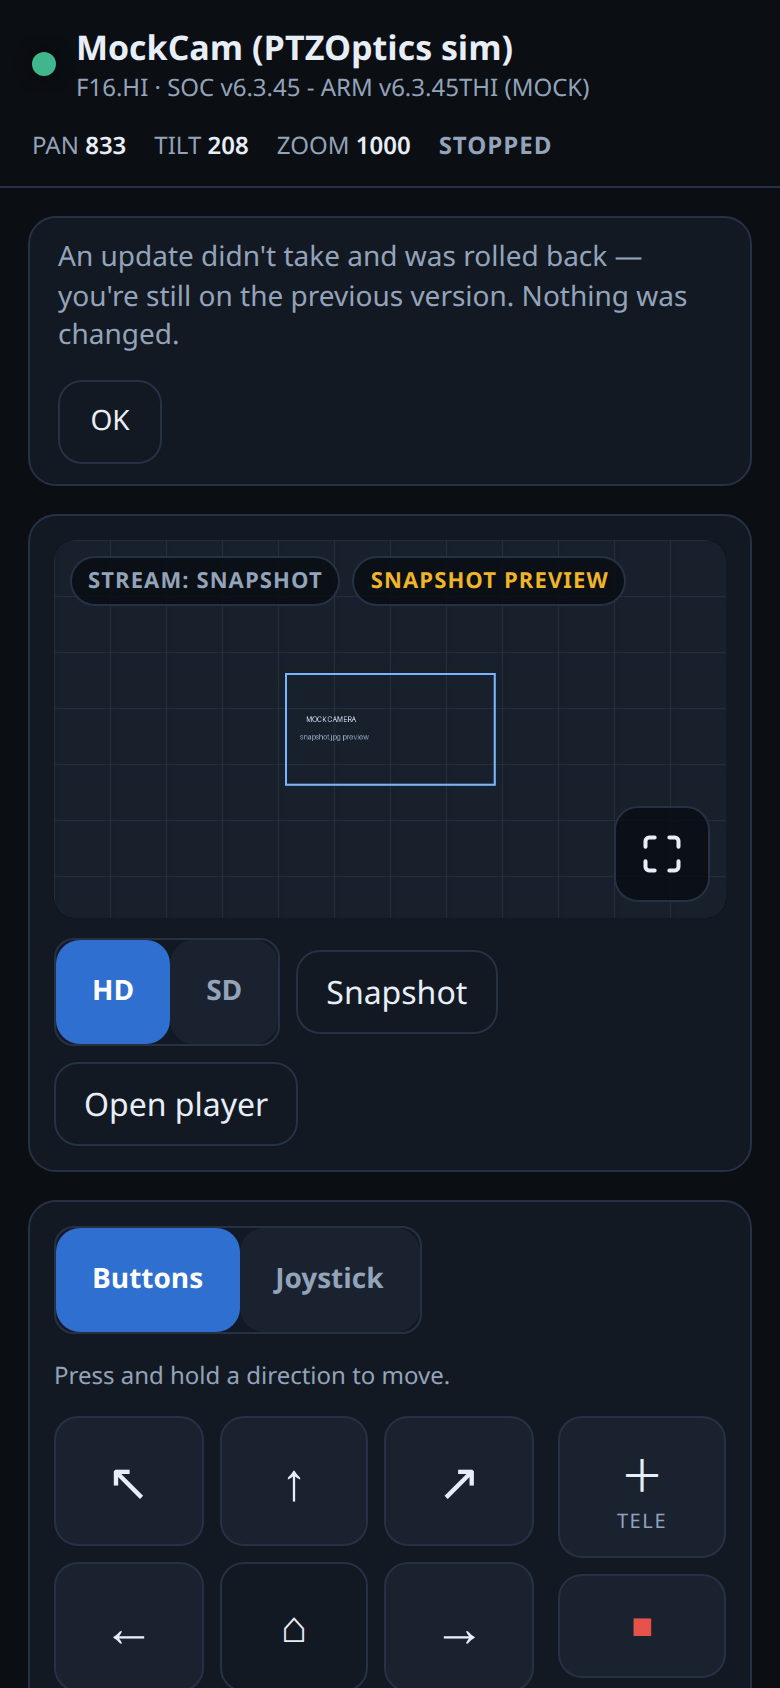 MockCam (PTZOptics sim)
F16.HI · SOC v6.3.45 - ARM v6.3.45THI (MOCK)
PAN 833 TILT 208 ZOOM 1000 STOPPED
An update didn't take and was rolled back —
you're still on the previous version. Nothing was
changed.
OK
STREAM: SNAPSHOT SNAPSHOT PREVIEW
MOCK CAMERA
snapshot.jpg preview
HD SD Snapshot
Open player
Buttons Joystick
Press and hold a direction to move.
↖ ↑ ↗ +
TELE
← ⌂ → ■